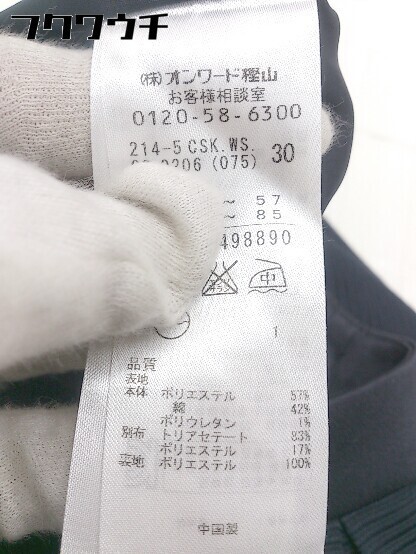 フクウウチ
(株)オンワード樫山
お客様相談室
0120-58-6300
214-5 CSK.WS. 30
0206 (075)
~ 57
~ 85
498890
中
品質
表地
本体 ポリエステル 57%
綿 42%
ポリウレタン 1%
別布 トリアセテート 83%
ポリエステル 17%
裏地 ポリエステル 100%
中国製